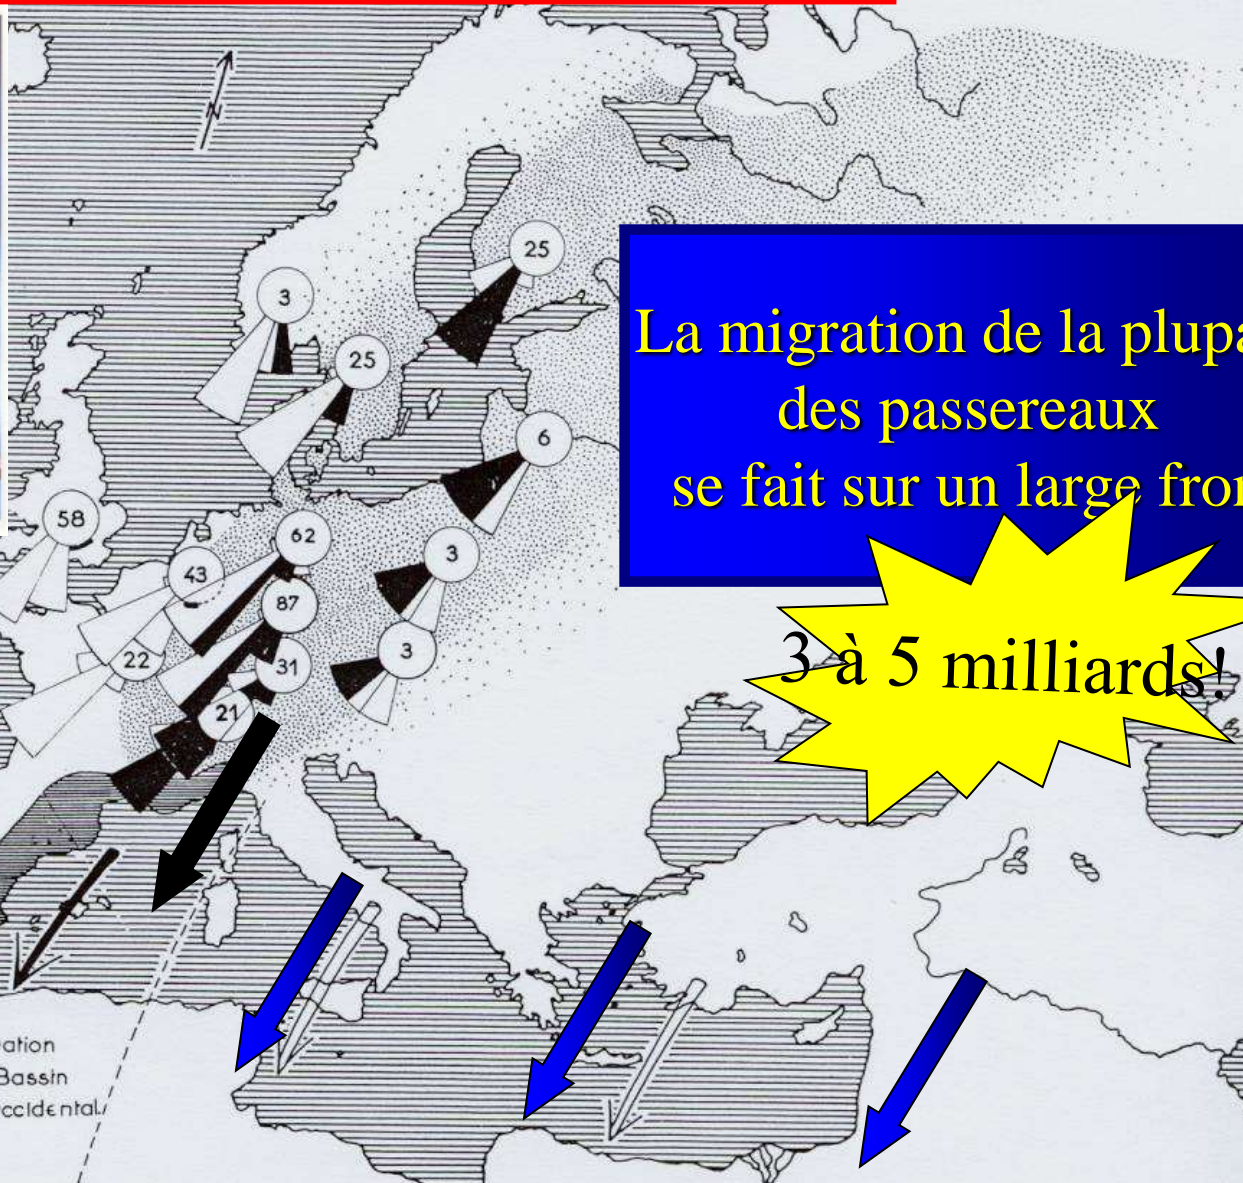 N
25
3
25
La migration de la plupa
des passereaux
6
se fait sur un large fron
58
62
3
43
87
3 à 5 milliards!
22
31
3
21
ation
Bassin
ccidental